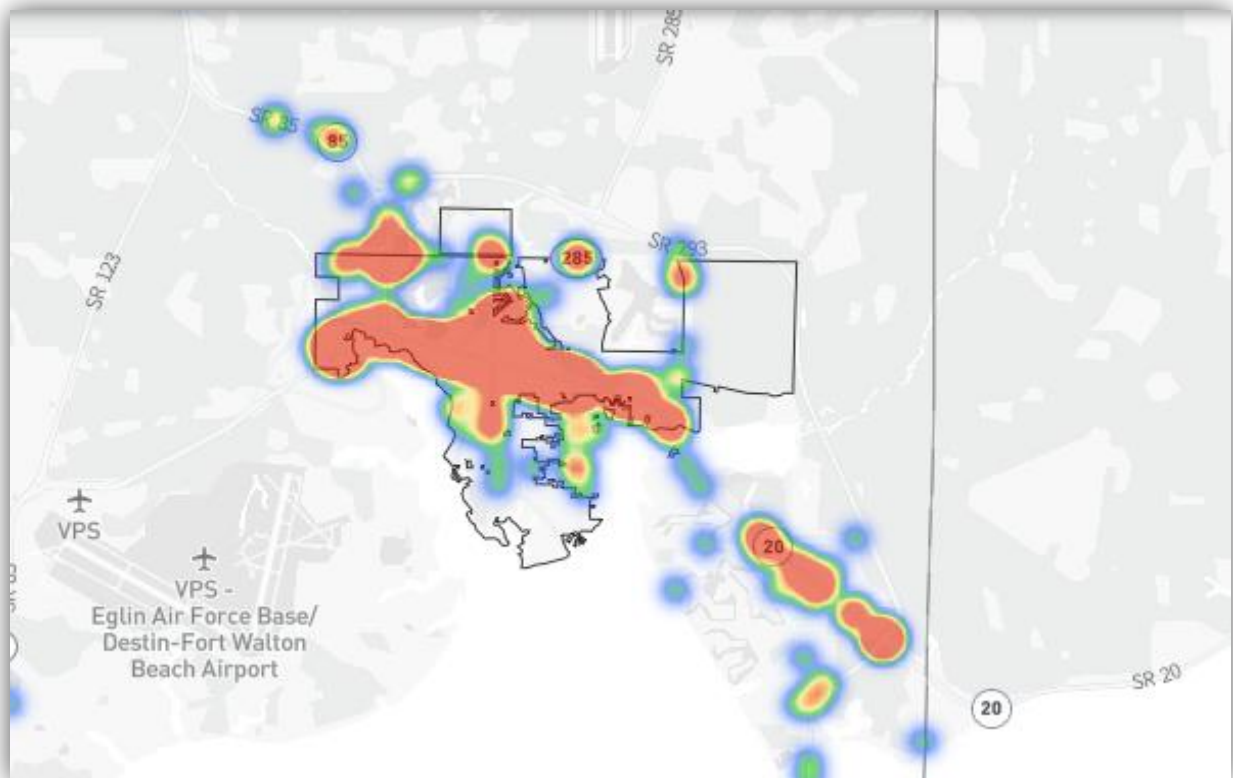 SR 285
SR 85
85
SR 293
285
SR 123
VPS
VPS -
Eglin Air Force Base/
Destin-Fort Walton
Beach Airport
20
SR 20
20